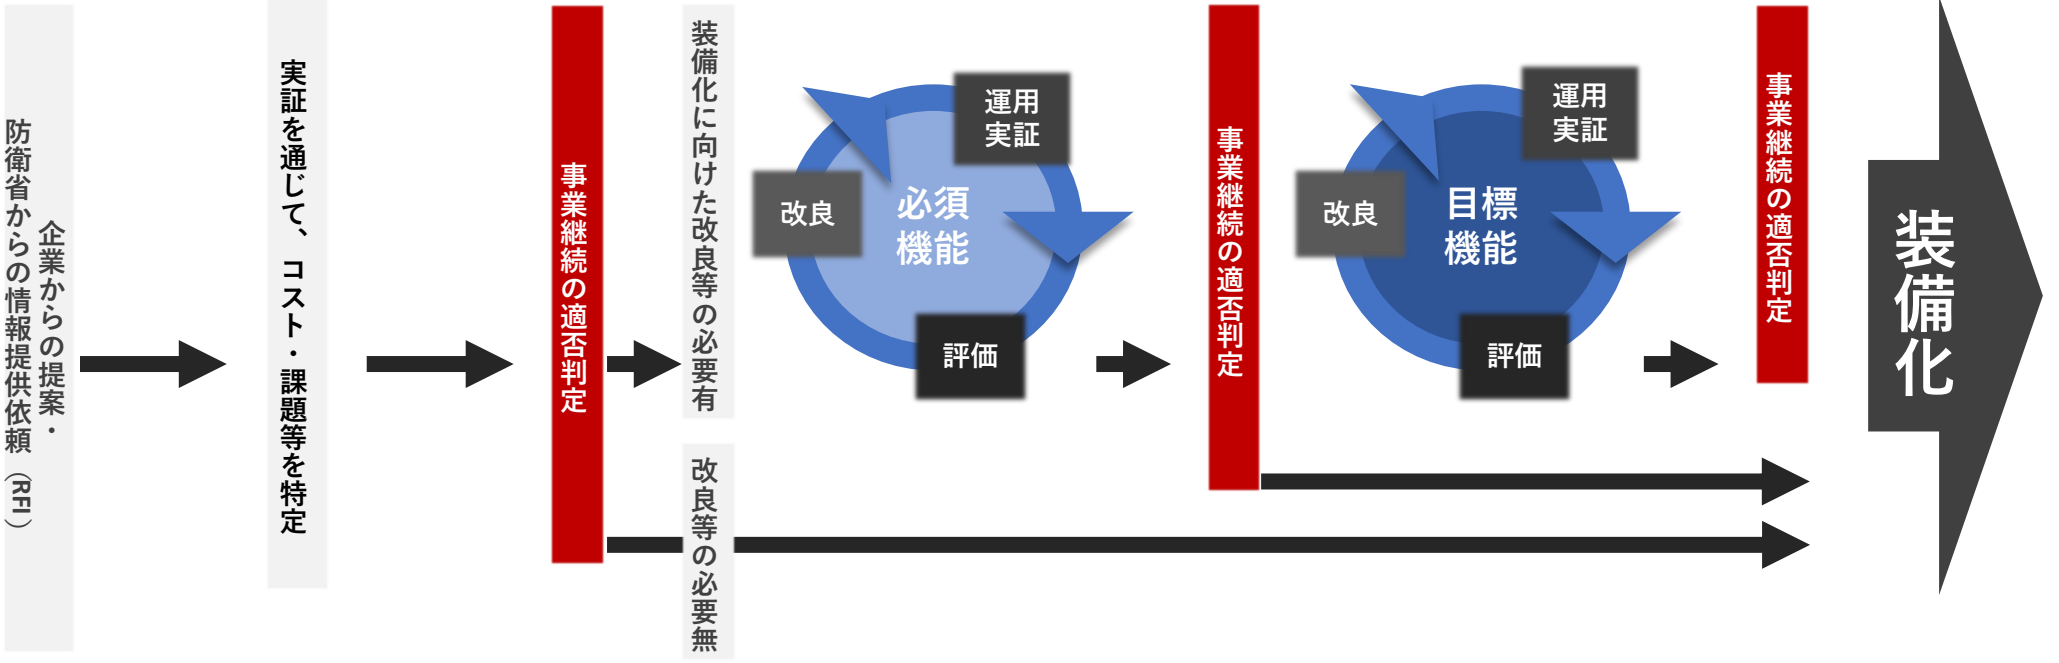 企業からの提案・
防衛省からの情報提供依頼（RFI）
実証を通じて、コスト・課題等を特定
事業継続の適否判定
装備化に向けた改良等の必要有
改良等の必要無
運用
実証
改良
必須
機能
評価
事業継続の適否判定
運用
実証
改良
目標
機能
評価
事業継続の適否判定
装備化